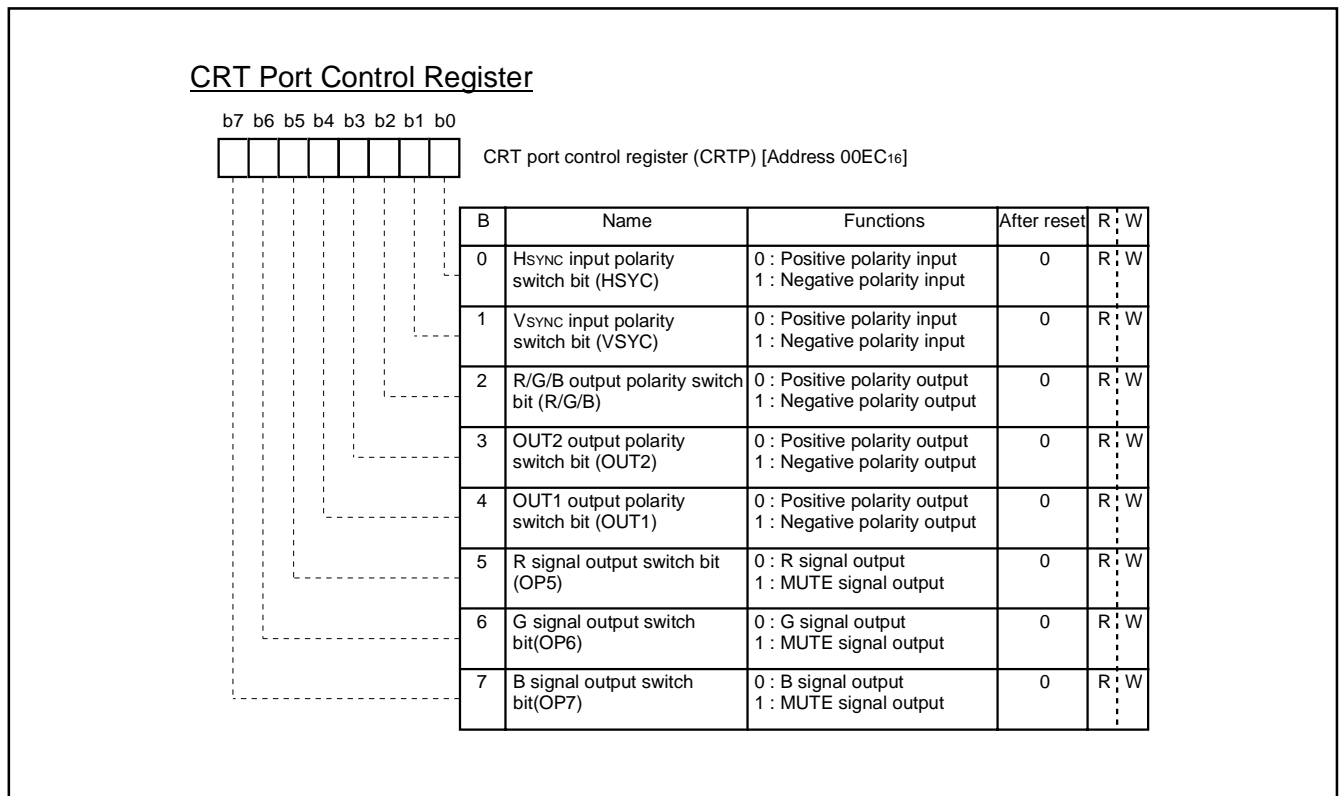 CRT Port Control Register
b7 b6 b5 b4 b3 b2 b1 b0
CRT port control register (CRTP) [Address 00EC16]
B Name Functions After reset R W
0 HSYNC input polarity switch bit (HSYC) 0 : Positive polarity input 1 : Negative polarity input 0 R W
1 VSYNC input polarity switch bit (VSYC) 0 : Positive polarity input 1 : Negative polarity input 0 R W
2 R/G/B output polarity switch bit (R/G/B) 0 : Positive polarity output 1 : Negative polarity output 0 R W
3 OUT2 output polarity switch bit (OUT2) 0 : Positive polarity output 1 : Negative polarity output 0 R W
4 OUT1 output polarity switch bit (OUT1) 0 : Positive polarity output 1 : Negative polarity output 0 R W
5 R signal output switch bit (OP5) 0 : R signal output 1 : MUTE signal output 0 R W
6 G signal output switch bit(OP6) 0 : G signal output 1 : MUTE signal output 0 R W
7 B signal output switch bit(OP7) 0 : B signal output 1 : MUTE signal output 0 R W